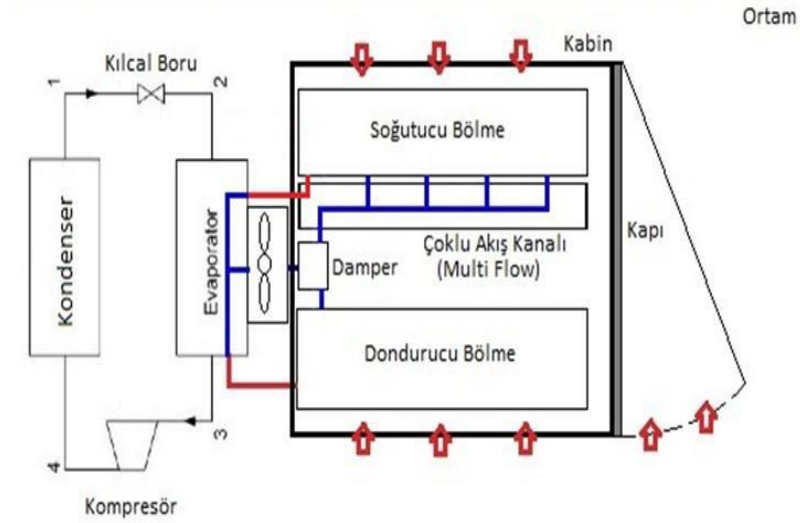 Ortam
Kabin
Kılcal Boru
1
2
Soğutucu Bölme
Kondenser
Evaporator
Çoklu Akış Kanalı
(Multi Flow)
Kapı
Damper
Dondurucu Bölme
3
4
Kompresör